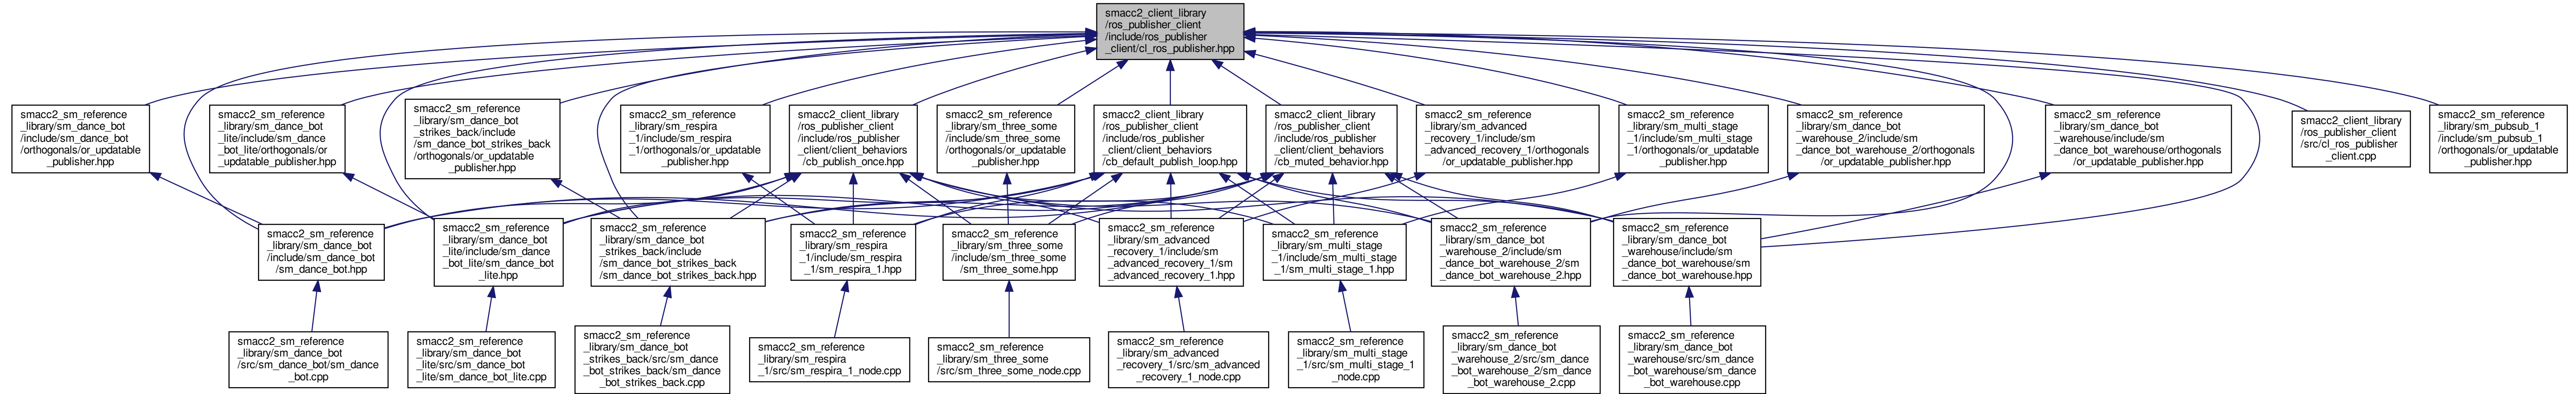 smacc2_client_library
/ros_publisher_client
/include/ros_publisher
_client/cl_ros_publisher.hpp
smacc2_sm_reference
_library/sm_dance_bot
/include/sm_dance_bot
/orthogonals/or_updatable
_publisher.hpp
smacc2_sm_reference
_library/sm_dance_bot
_lite/include/sm_dance
_bot_lite/orthogonals/or
_updatable_publisher.hpp
smacc2_sm_reference
_library/sm_dance_bot
_strikes_back/include
/sm_dance_bot_strikes_back
/orthogonals/or_updatable
_publisher.hpp
smacc2_sm_reference
_library/sm_respira
_1/include/sm_respira
_1/orthogonals/or_updatable
_publisher.hpp
smacc2_client_library
/ros_publisher_client
/include/ros_publisher
_client/client_behaviors
/cb_publish_once.hpp
smacc2_sm_reference
_library/sm_three_some
/include/sm_three_some
/orthogonals/or_updatable
_publisher.hpp
smacc2_client_library
/ros_publisher_client
/include/ros_publisher
_client/client_behaviors
/cb_default_publish_loop.hpp
smacc2_client_library
/ros_publisher_client
/include/ros_publisher
_client/client_behaviors
/cb_muted_behavior.hpp
smacc2_sm_reference
_library/sm_advanced
_recovery_1/include/sm
_advanced_recovery_1/orthogonals
/or_updatable_publisher.hpp
smacc2_sm_reference
_library/sm_multi_stage
_1/include/sm_multi_stage
_1/orthogonals/or_updatable
_publisher.hpp
smacc2_sm_reference
_library/sm_dance_bot
_warehouse_2/include/sm
_dance_bot_warehouse_2/orthogonals
/or_updatable_publisher.hpp
smacc2_sm_reference
_library/sm_dance_bot
_warehouse/include/sm
_dance_bot_warehouse/orthogonals
/or_updatable_publisher.hpp
smacc2_client_library
/ros_publisher_client
/src/cl_ros_publisher
_client.cpp
smacc2_sm_reference
_library/sm_pubsub_1
/include/sm_pubsub_1
/orthogonals/or_updatable
_publisher.hpp
smacc2_sm_reference
_library/sm_dance_bot
/include/sm_dance_bot
/sm_dance_bot.hpp
smacc2_sm_reference
_library/sm_dance_bot
_lite/include/sm_dance
_bot_lite/sm_dance_bot
_lite.hpp
smacc2_sm_reference
_library/sm_dance_bot
_strikes_back/include
/sm_dance_bot_strikes_back
/sm_dance_bot_strikes_back.hpp
smacc2_sm_reference
_library/sm_respira
_1/include/sm_respira
_1/sm_respira_1.hpp
smacc2_sm_reference
_library/sm_three_some
/include/sm_three_some
/sm_three_some.hpp
smacc2_sm_reference
_library/sm_advanced
_recovery_1/include/sm
_advanced_recovery_1/sm
_advanced_recovery_1.hpp
smacc2_sm_reference
_library/sm_multi_stage
_1/include/sm_multi_stage
_1/sm_multi_stage_1.hpp
smacc2_sm_reference
_library/sm_dance_bot
_warehouse_2/include/sm
_dance_bot_warehouse_2/sm
_dance_bot_warehouse_2.hpp
smacc2_sm_reference
_library/sm_dance_bot
_warehouse/include/sm
_dance_bot_warehouse/sm
_dance_bot_warehouse.hpp
smacc2_sm_reference
_library/sm_dance_bot
/src/sm_dance_bot/sm_dance
_bot.cpp
smacc2_sm_reference
_library/sm_dance_bot
_lite/src/sm_dance_bot
_lite/sm_dance_bot_lite.cpp
smacc2_sm_reference
_library/sm_dance_bot
_strikes_back/src/sm_dance
_bot_strikes_back/sm_dance
_bot_strikes_back.cpp
smacc2_sm_reference
_library/sm_respira
_1/src/sm_respira_1_node.cpp
smacc2_sm_reference
_library/sm_three_some
/src/sm_three_some_node.cpp
smacc2_sm_reference
_library/sm_advanced
_recovery_1/src/sm_advanced
_recovery_1_node.cpp
smacc2_sm_reference
_library/sm_multi_stage
_1/src/sm_multi_stage_1
_node.cpp
smacc2_sm_reference
_library/sm_dance_bot
_warehouse_2/src/sm_dance
_bot_warehouse_2/sm_dance
_bot_warehouse_2.cpp
smacc2_sm_reference
_library/sm_dance_bot
_warehouse/src/sm_dance
_bot_warehouse/sm_dance
_bot_warehouse.cpp